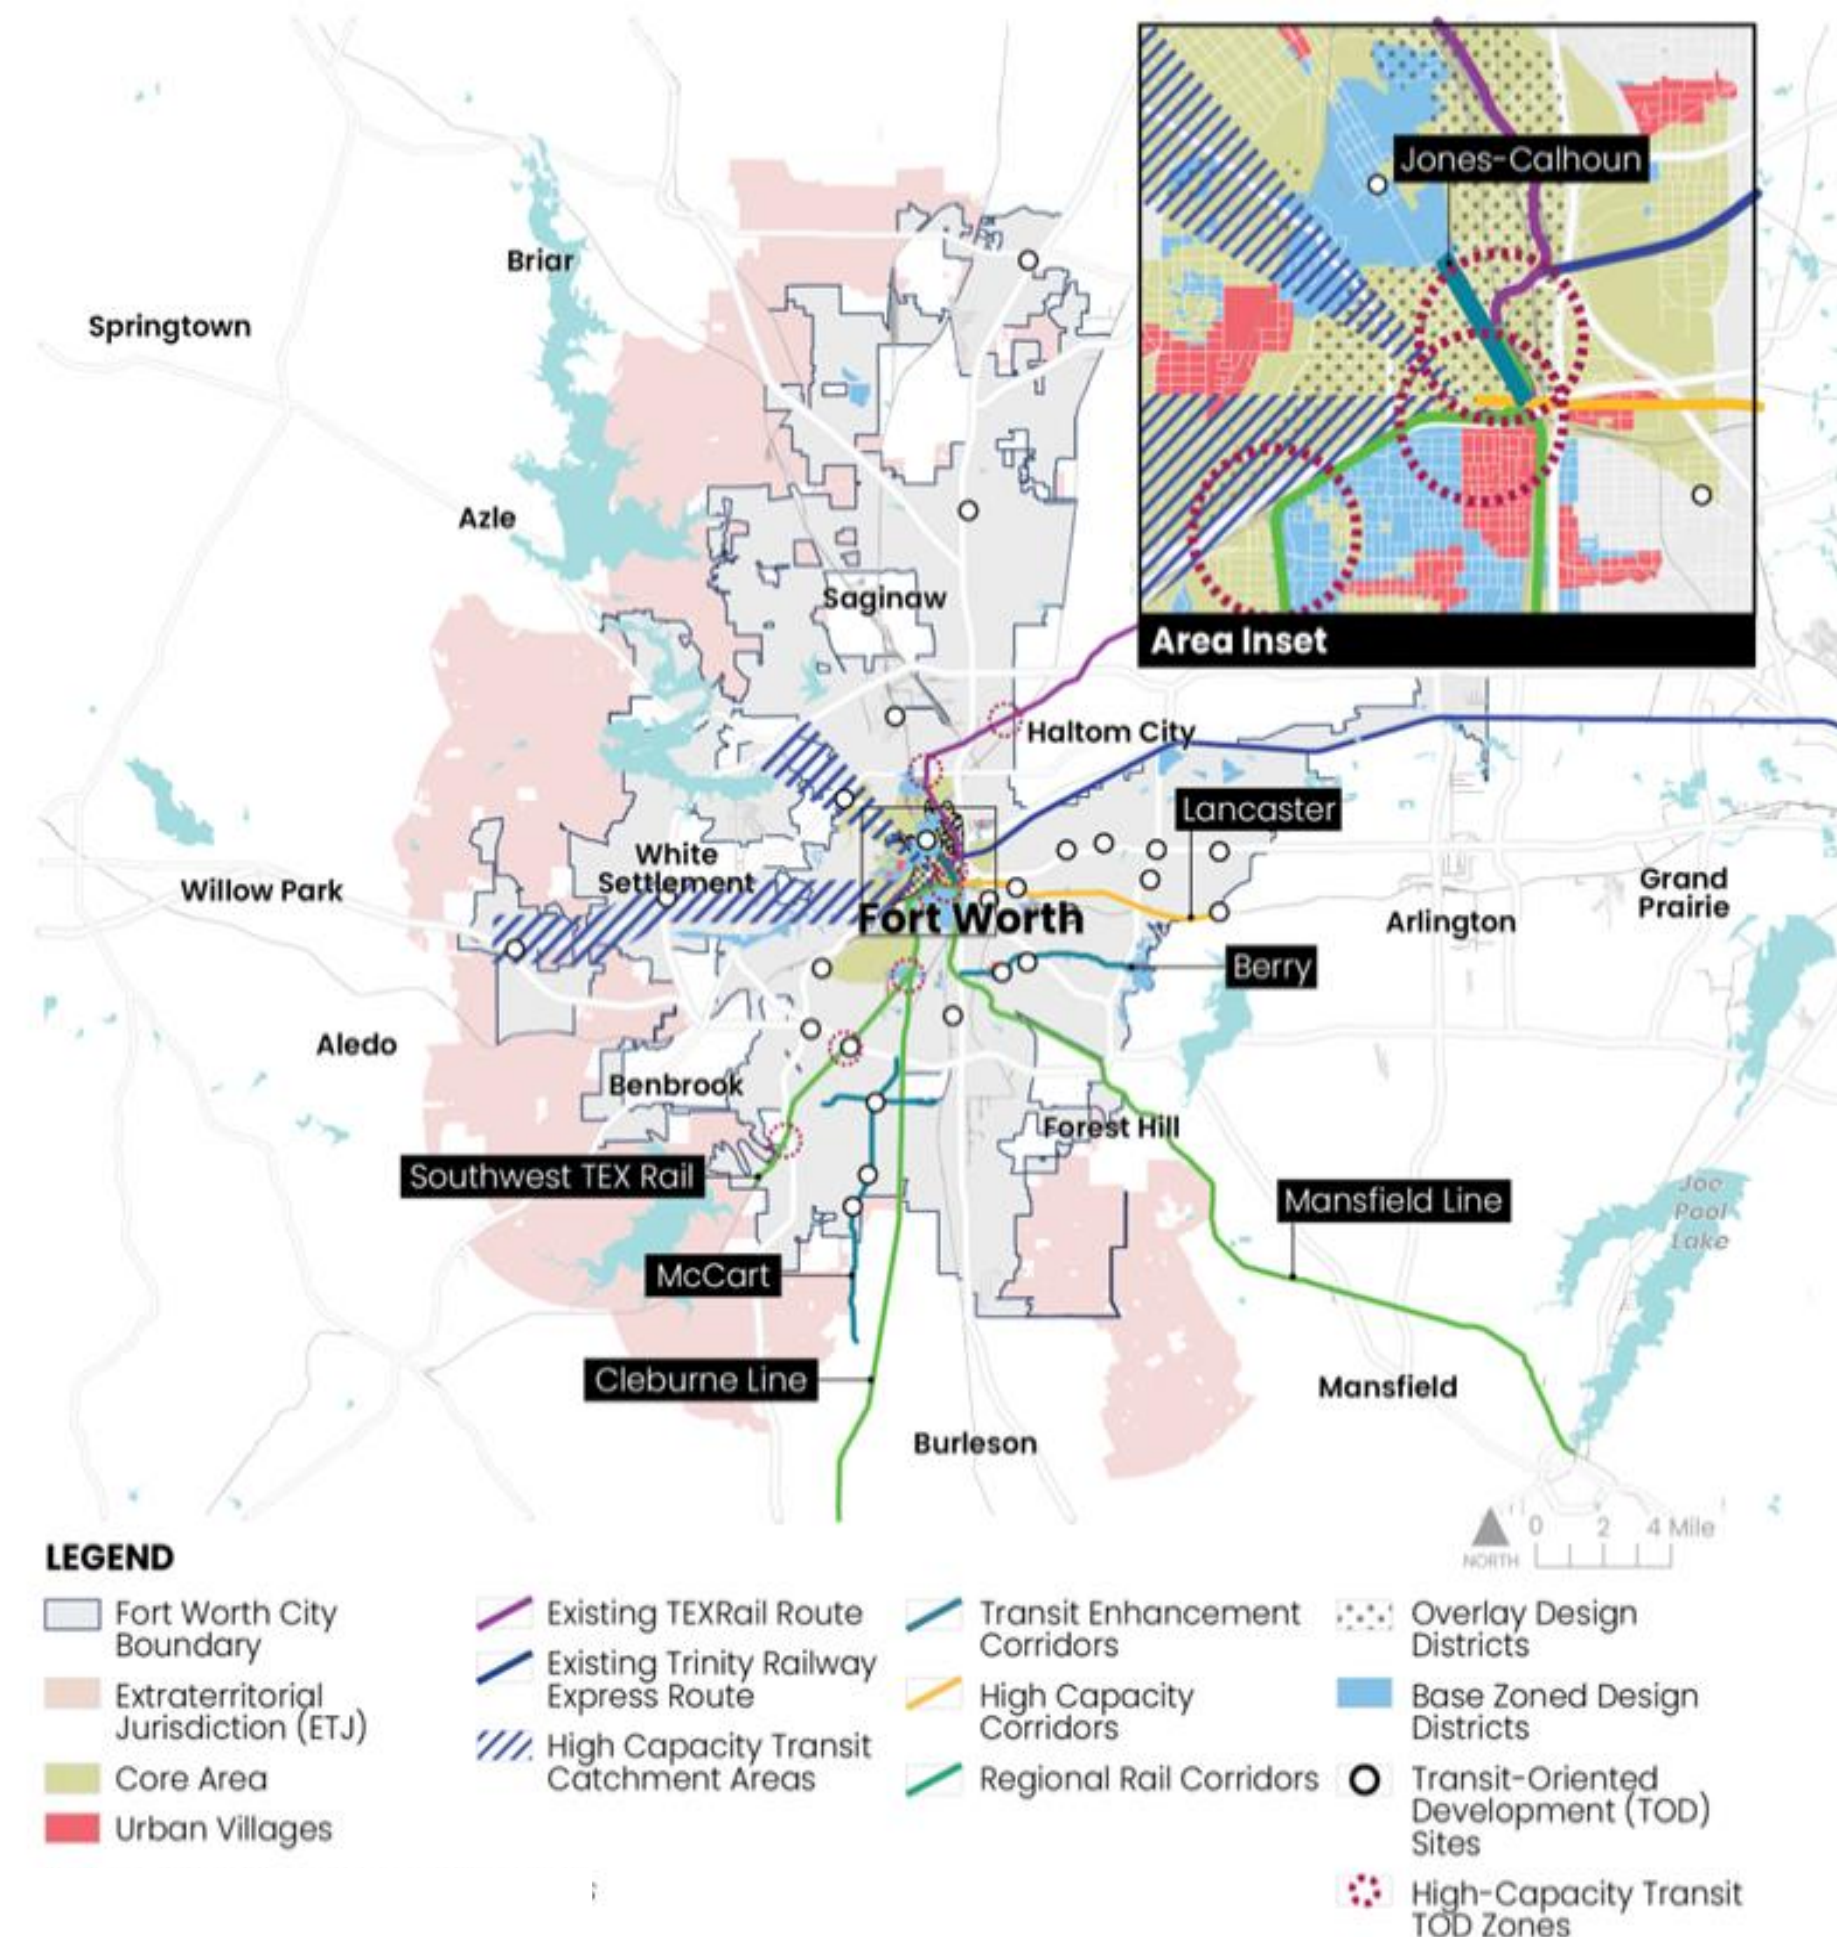 Jones-Calhoun
Area Inset
Briar
Springtown
Azle
Saginaw
Haltom City
Lancaster
White
Settlement
Willow Park
Fort Worth
Arlington
Grand
Prairie
Berry
Aledo
Benbrook
Forest Hill
Southwest TEX Rail
Mansfield Line
Joe
Pool
Lake
McCart
Cleburne Line
Mansfield
Burleson
0 2 4 Mile
NORTH
LEGEND
Fort Worth City
Boundary
Extraterritorial
Jurisdiction (ETJ)
Core Area
Urban Villages
Existing TEXRail Route
Existing Trinity Railway
Express Route
High Capacity Transit
Catchment Areas
Transit Enhancement
Corridors
High Capacity
Corridors
Regional Rail Corridors
Overlay Design
Districts
Base Zoned Design
Districts
Transit-Oriented
Development (TOD)
Sites
High-Capacity Transit
TOD Zones